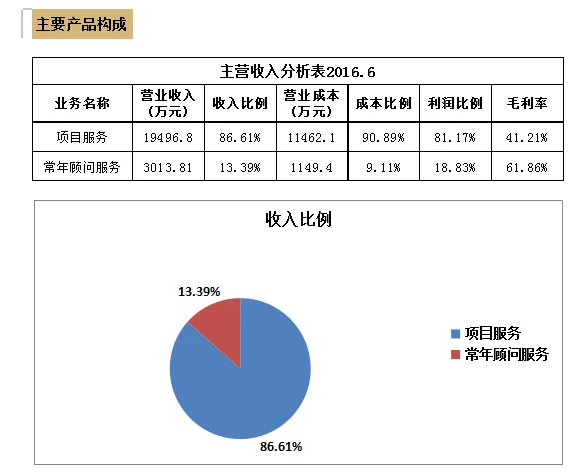 主要产品构成
主营收入分析表2016.6
业务名称 营业收入(万元) 收入比例 营业成本(万元) 成本比例 利润比例 毛利率
项目服务 19496.8 86.61% 11462.1 90.89% 81.17% 41.21%
常年顾问服务 3013.81 13.39% 1149.4 9.11% 18.83% 61.86%
收入比例
13.39%
项目服务
常年顾问服务
86.61%